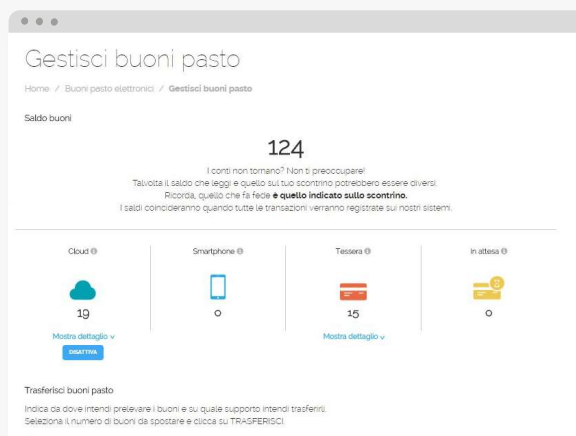 Gestisci buoni pasto
Home / Buoni pasto elettronici / Gestisci buoni pasto
Saldo buoni
124
I conti non tornano? Non ti preoccupare!
Talvolta il saldo che leggi e quello sul tuo scontrino potrebbero essere diversi.
Ricorda, quello che fa fede è quello indicato sullo scontrino.
I saldi coincideranno quando tutte le transazioni verranno registrate sui nostri sistemi.
Cloud
19
Mostra dettaglio
DISATTIVA
Smartphone
0
Tessera
15
Mostra dettaglio
In attesa
0
Trasferisci buoni pasto
Indica da dove intendi prelevare i buoni e su quale supporto intendi trasferirli.
Seleziona il numero di buoni da spostare e clicca su TRASFERISCI.